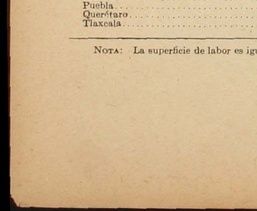 Puebla
Querétaro
Tlaxcala
NOTA: La superficie de labor es igu